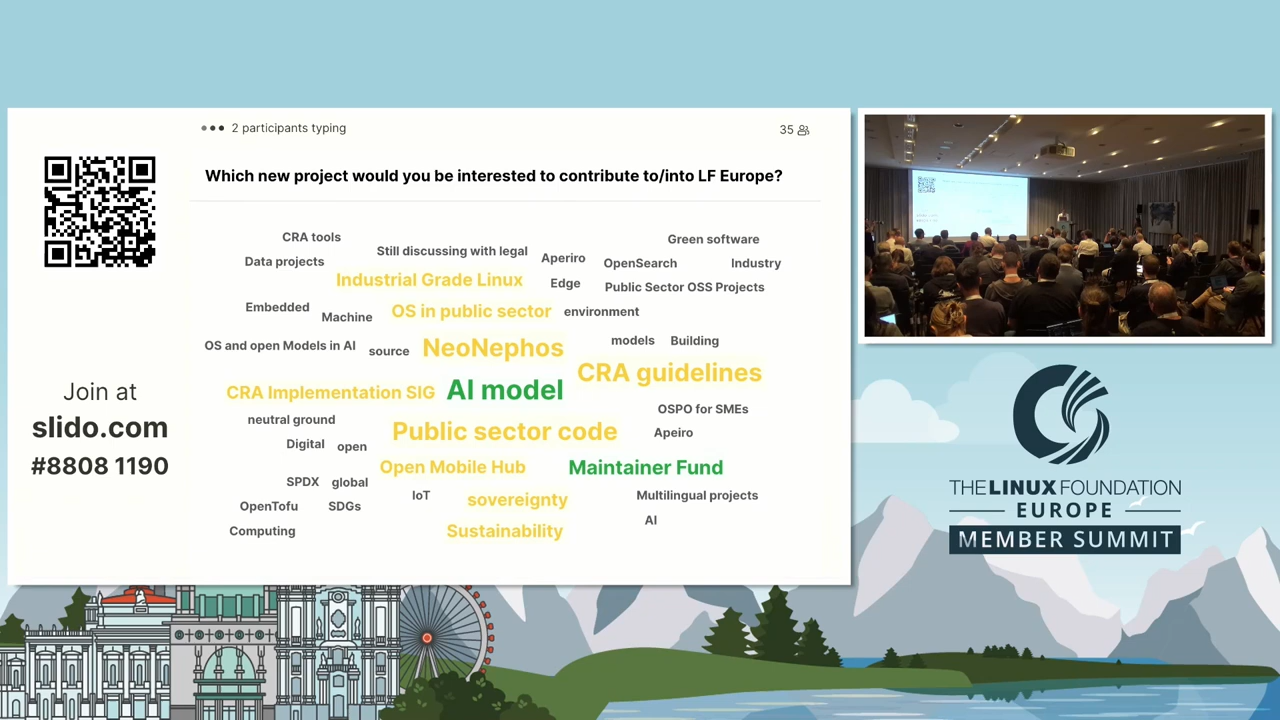 2 participants typing
35
Which new project would you be interested to contribute to/into LF Europe?
CRA tools
Still discussing with legal
Green software
Data projects
Aperiro
OpenSearch
Industry
Industrial Grade Linux
Edge
Public Sector OSS Projects
Embedded
Machine
OS in public sector
environment
OS and open Models in AI
source
NeoNephos
models
Building
CRA guidelines
CRA Implementation SIG
AI model
OSPO for SMEs
neutral ground
Public sector code
Apeiro
Digital
open
Open Mobile Hub
Maintainer Fund
SPDX
global
IoT
sovereignty
Multilingual projects
OpenTofu
SDGs
AI
Computing
Sustainability
Join at
slido.com
#8808 1190
THE LINUX FOUNDATION
EUROPE
MEMBER SUMMIT